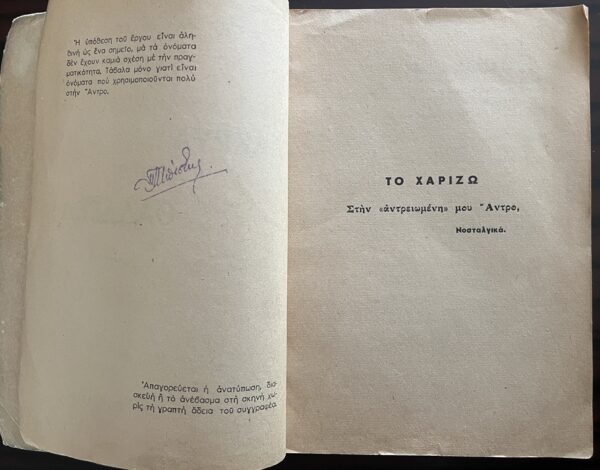 Ἡ ὑπόθεση τοῦ ἔργου εἶναι ἀλη-
θινή ὡς ἕνα σημεῖο, μὰ τὰ ὀνόματα
δὲν ἔχουν καμιὰ σχέση μὲ τὴν πραγ-
ματικότητα. Τἄβαλα μόνο γιατὶ εἶναι
ὀνόματα ποὺ χρησιμοποιοῦνται πολὺ
στὴν Ἄντρο.
Ἀπαγορεύεται ἡ ἀνατύπωση, δια-
σκευὴ ἢ τὸ ἀνέβασμα στὴ σκηνὴ χω-
ρὶς τὴ γραπτὴ ἄδεια τοῦ συγγραφέα.
ΤΟ ΧΑΡΙΖΩ
Στὴν «ἀντρειωμένη» μου Ἄντρο,
Νοσταλγικά.